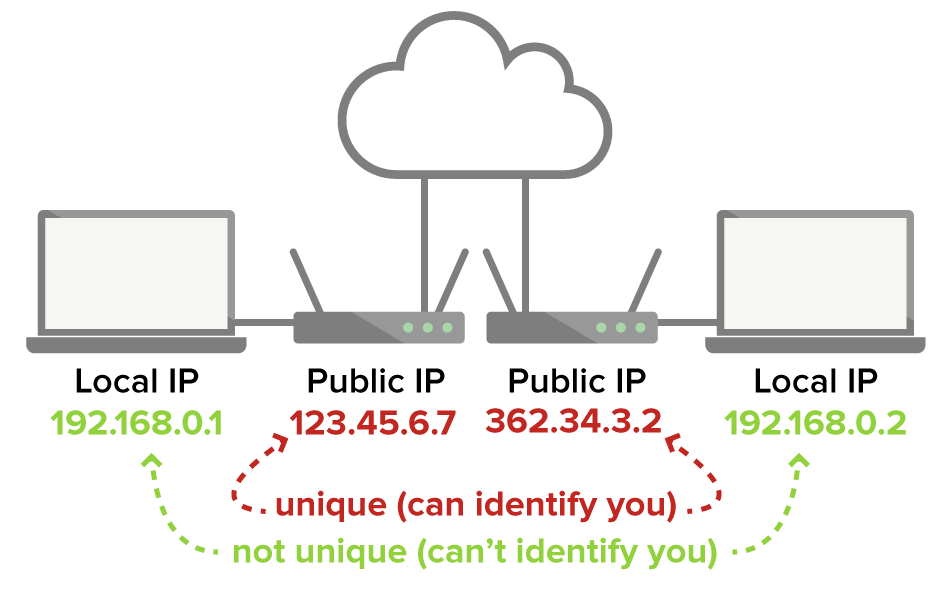 Local IP
192.168.0.1
Public IP
123.45.6.7
Public IP
362.34.3.2
Local IP
192.168.0.2
unique (can identify you)
not unique (can’t identify you)